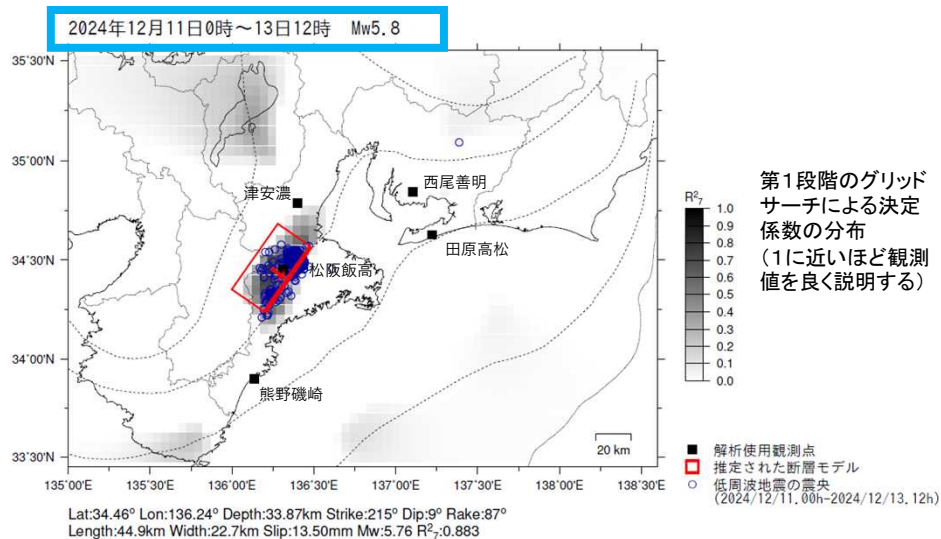 2024年12月11日0時～13日12時 Mw5.8
35°30'N
35°00'N
34°30'N
34°00'N
33°30'N
135°00'E
135°30'E
136°00'E
136°30'E
137°00'E
137°30'E
138°00'E
138°30'E
津安濃
西尾善明
田原高松
松阪飯高
熊野磯崎
20 km
R²₇
1.0
0.9
0.8
0.7
0.6
0.5
0.4
0.3
0.2
0.1
0.0
第１段階のグリッド
サーチによる決定
係数の分布
（１に近いほど観測
値を良く説明する）
解析使用観測点
推定された断層モデル
低周波地震の震央
(2024/12/11.00h-2024/12/13.12h)
Lat:34.46° Lon:136.24° Depth:33.87km Strike:215° Dip:9° Rake:87°
Length:44.9km Width:22.7km Slip:13.50mm Mw:5.76 R²₇:0.883